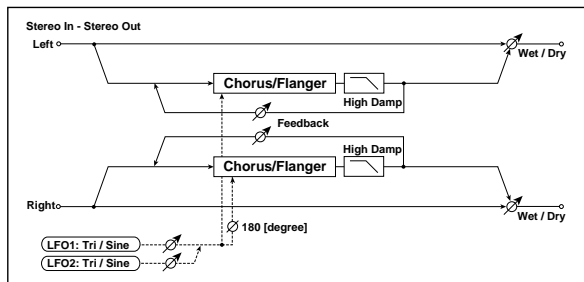 Stereo In - Stereo Out
Left
Wet / Dry
Chorus/Flanger
High Damp
Feedback
High Damp
Chorus/Flanger
Right
Wet / Dry
180 [degree]
LFO1: Tri / Sine
LFO2: Tri / Sine